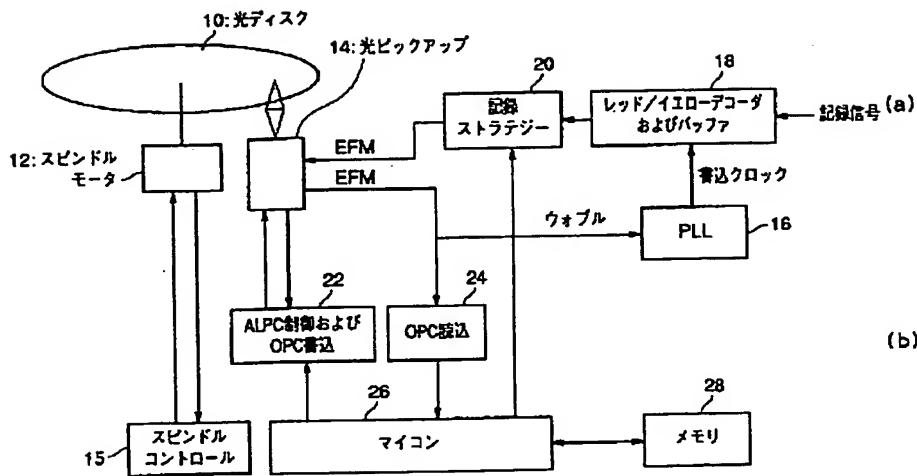 10:光ディスク
14:光ピックアップ
20
18
記録
ストラテジー
レッド/イエローデコーダ
およびバッファ
記録信号
(a)
12:スピンドル
モータ
EFM
EFM
書込クロック
ウォブル
PLL
16
22
24
ALPC制御および
OPC書込
OPC読込
(b)
26
28
15
スピンドル
コントロール
マイコン
メモリ